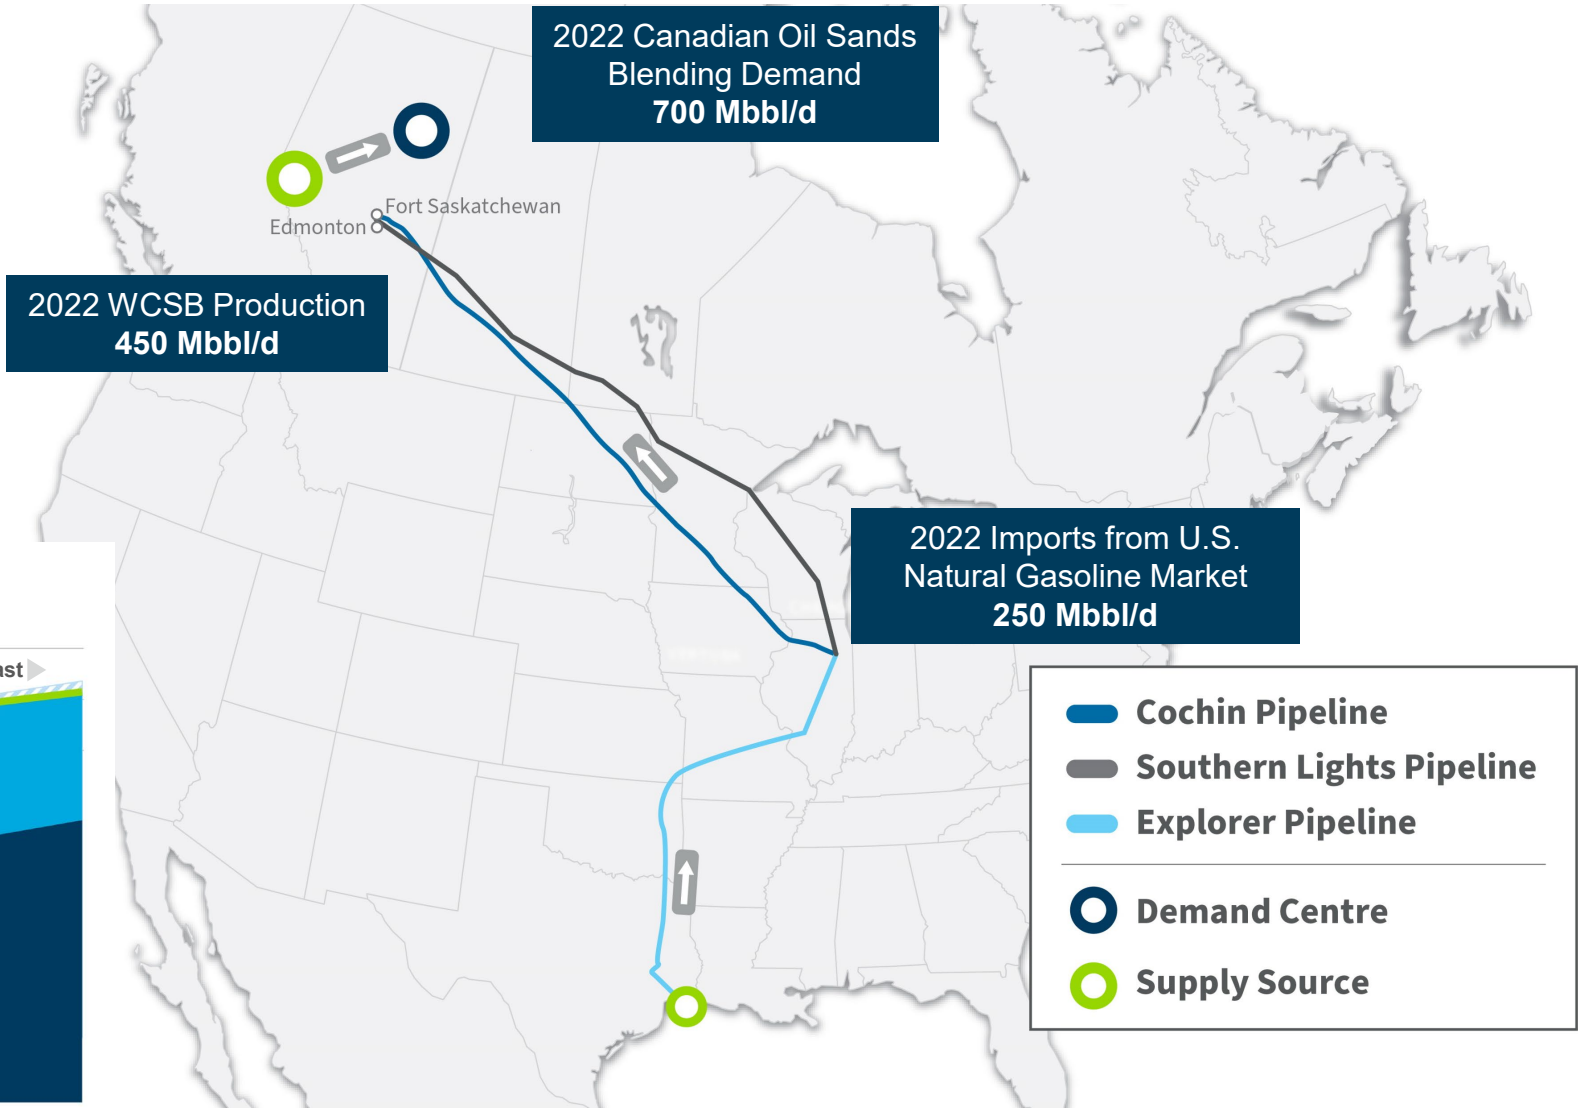 2022 Canadian Oil Sands
Blending Demand
700 Mbbl/d
Fort Saskatchewan
Edmonton
2022 WCSB Production
450 Mbbl/d
2022 Imports from U.S.
Natural Gasoline Market
250 Mbbl/d
ast
Cochin Pipeline
Southern Lights Pipeline
Explorer Pipeline
Demand Centre
Supply Source